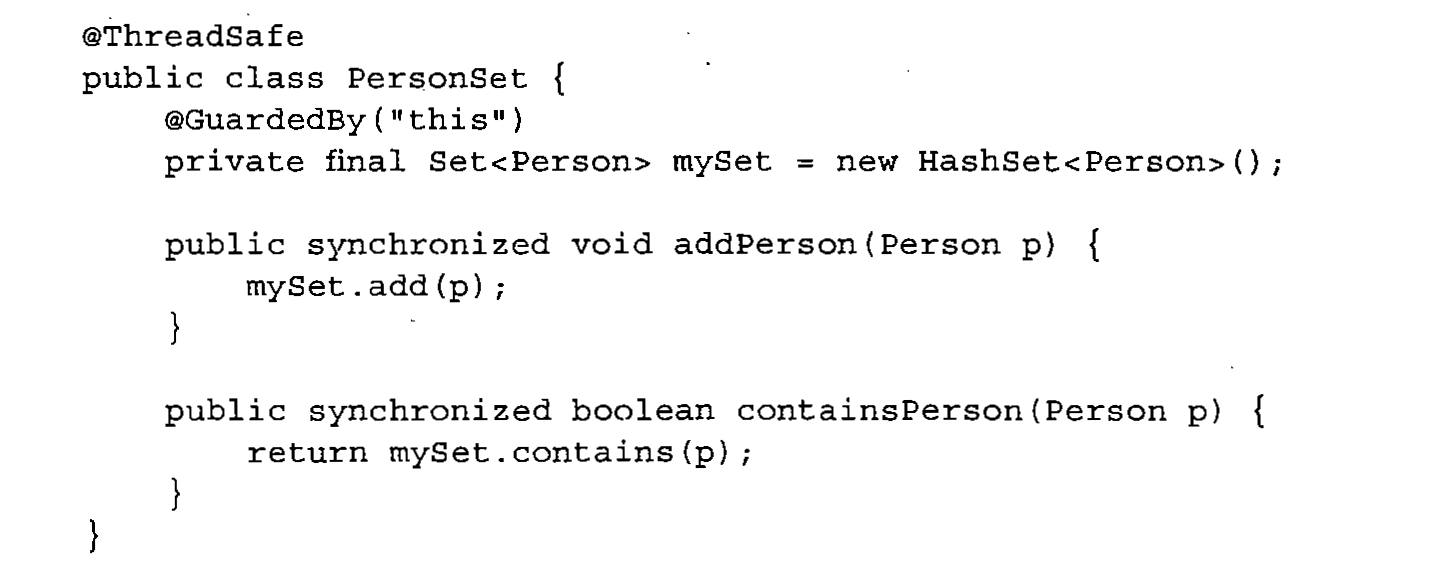 @ThreadSafe
public class PersonSet {
    @GuardedBy("this")
    private final Set<Person> mySet = new HashSet<Person>();

    public synchronized void addPerson(Person p) {
        mySet.add(p);
    }

    public synchronized boolean containsPerson(Person p) {
        return mySet.contains(p);
    }
}